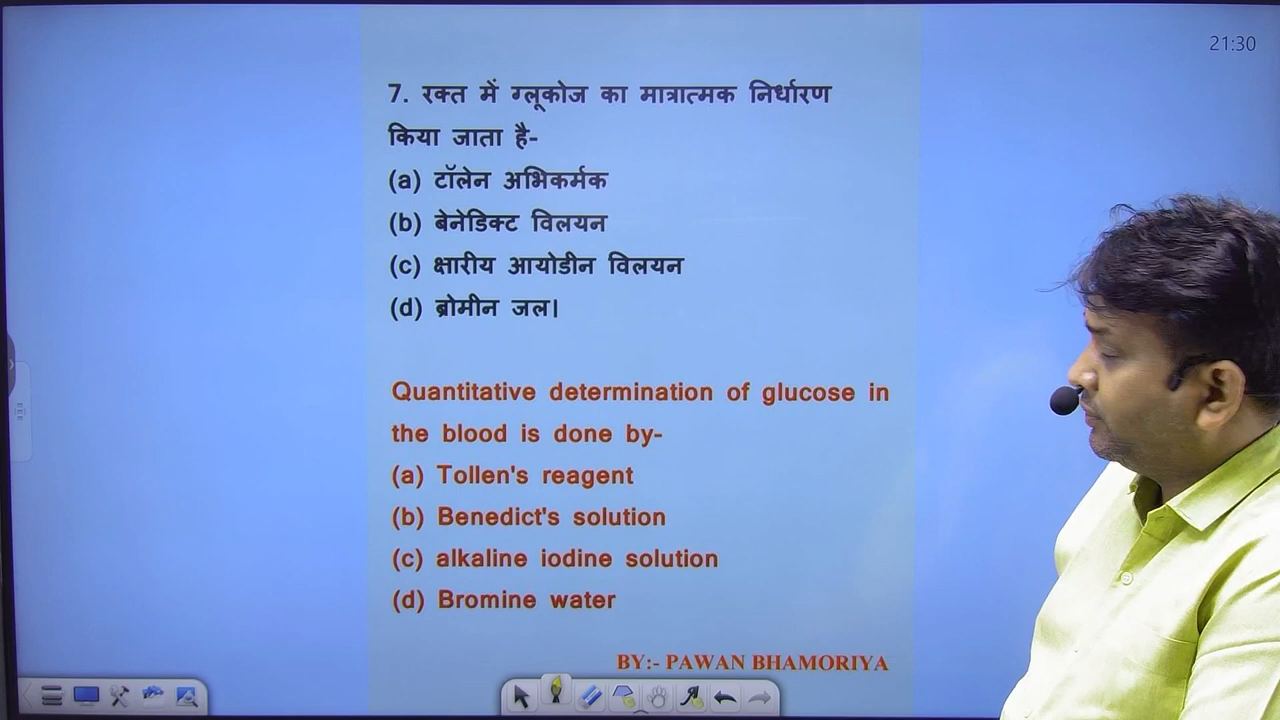 21:30
7. रक्त में ग्लूकोज का मात्रात्मक निर्धारण
किया जाता है-
(a) टॉलेन अभिकर्मक
(b) बेनेडिक्ट विलयन
(c) क्षारीय आयोडीन विलयन
(d) ब्रोमीन जल।
Quantitative determination of glucose in
the blood is done by-
(a) Tollen's reagent
(b) Benedict's solution
(c) alkaline iodine solution
(d) Bromine water
BY:- PAWAN BHAMORIYA